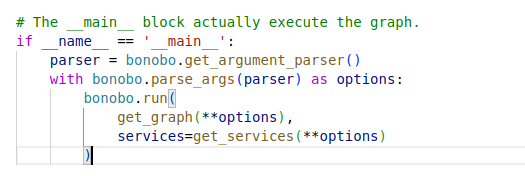 # The __main__ block actually execute the graph.
if __name__ == '__main__':
    parser = bonobo.get_argument_parser()
    with bonobo.parse_args(parser) as options:
        bonobo.run(
            get_graph(**options),
            services=get_services(**options)
        )